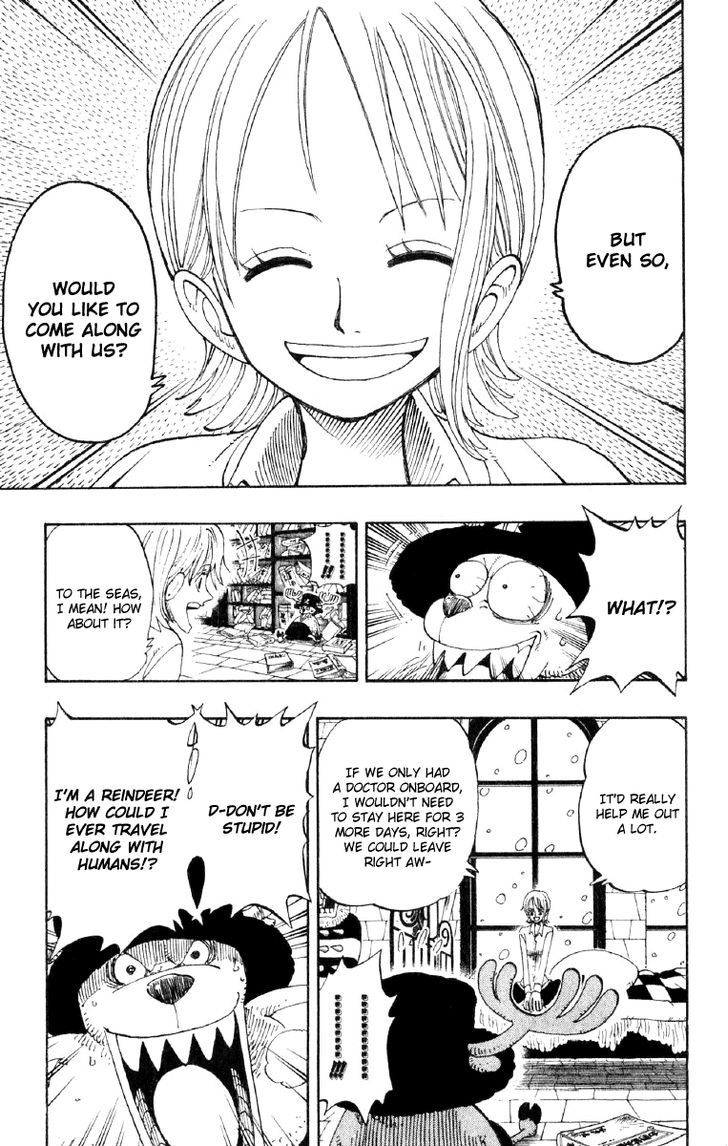 BUT
EVEN SO,
WOULD
YOU LIKE TO
COME ALONG
WITH US?
WHAT!?
TO THE SEAS,
I MEAN! HOW
ABOUT IT?
IT'D REALLY
HELP ME OUT
A LOT.
IF WE ONLY HAD
A DOCTOR ONBOARD,
I WOULDN'T NEED
TO STAY HERE FOR 3
MORE DAYS, RIGHT?
WE COULD LEAVE
RIGHT AW-
D-DON'T BE
STUPID!
I'M A REINDEER!
HOW COULD I
EVER TRAVEL
ALONG WITH
HUMANS!?